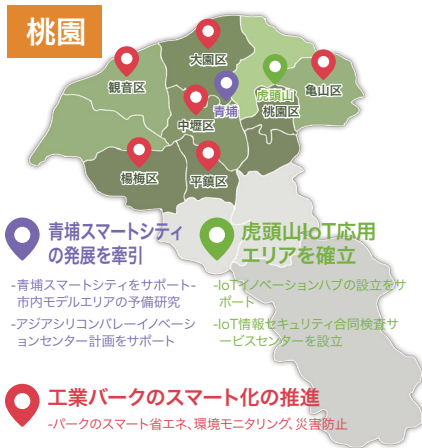 桃園
大園区
観音区
虎頭山
亀山区
青埔
桃園区
中壢区
楊梅区
平鎮区
青埔スマートシティ
の発展を牽引
-青埔スマートシティをサポート-
市内モデルエリアの予備研究
-アジアシリコンバレーイノベーシ
ョンセンター計画をサポート
虎頭山IoT応用
エリアを確立
-IoTイノベーションハブの設立をサ
ポート
-IoT情報セキュリティ合同検査サ
ービスセンターを設立
工業パークのスマート化の推進
-パークのスマート省エネ、環境モニタリング、災害防止